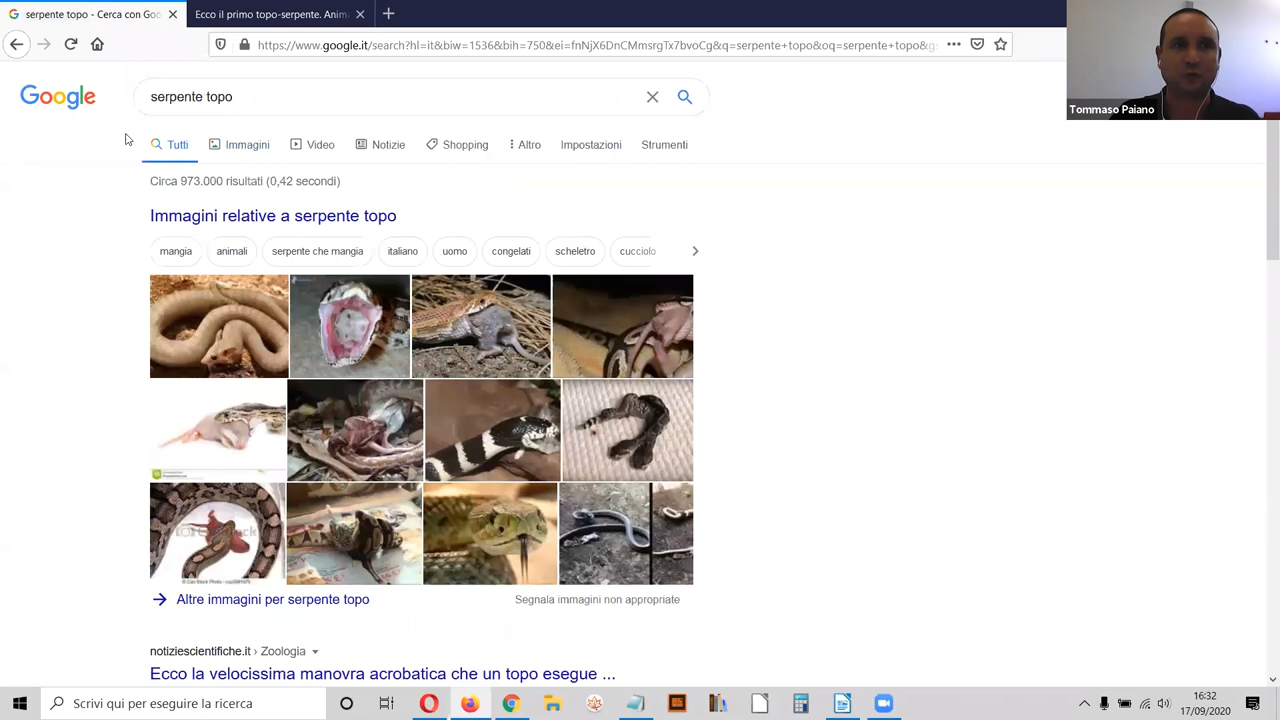 serpente topo - Cerca con Goo
Ecco il primo topo-serpente. Anim
https://www.google.it/search?hl=it&biw=1536&bih=750&ei=fnNjX6DnCMmsrgTx7bvoCg&q=serpente+topo&oq=serpente+topo&g
Tommaso Paiano
Google
serpente topo
Tutti Immagini Video Notizie Shopping Altro Impostazioni Strumenti
Circa 973.000 risultati (0,42 secondi)
Immagini relative a serpente topo
mangia animali serpente che mangia italiano uomo congelati scheletro cucciolo
Altre immagini per serpente topo
Segnala immagini non appropriate
notiziescientifiche.it › Zoologia
Ecco la velocissima manovra acrobatica che un topo esegue ...
Scrivi qui per eseguire la ricerca
16:32
17/09/2020